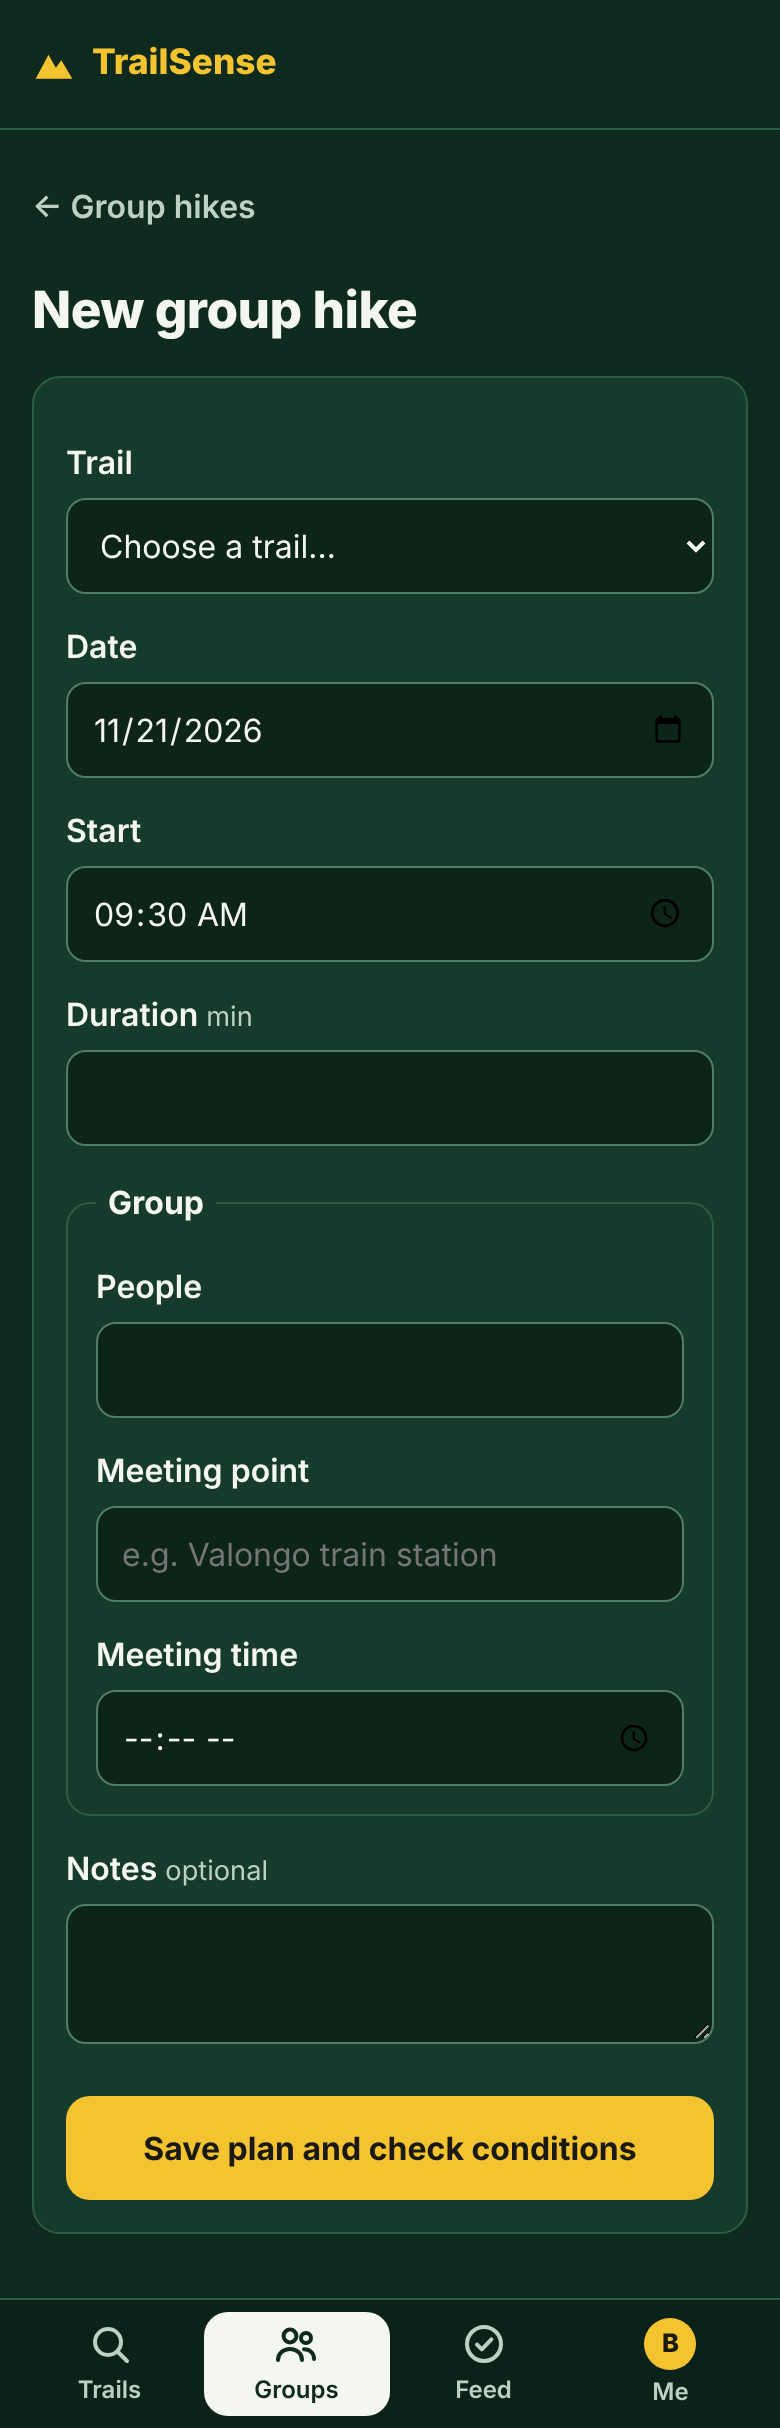 TrailSense
← Group hikes
New group hike
Trail
Choose a trail...
Date
11/21/2026
Start
09:30 AM
Duration min
Group
People
Meeting point
e.g. Valongo train station
Meeting time
--:-- --
Notes optional
Save plan and check conditions
B
Trails Groups Feed Me